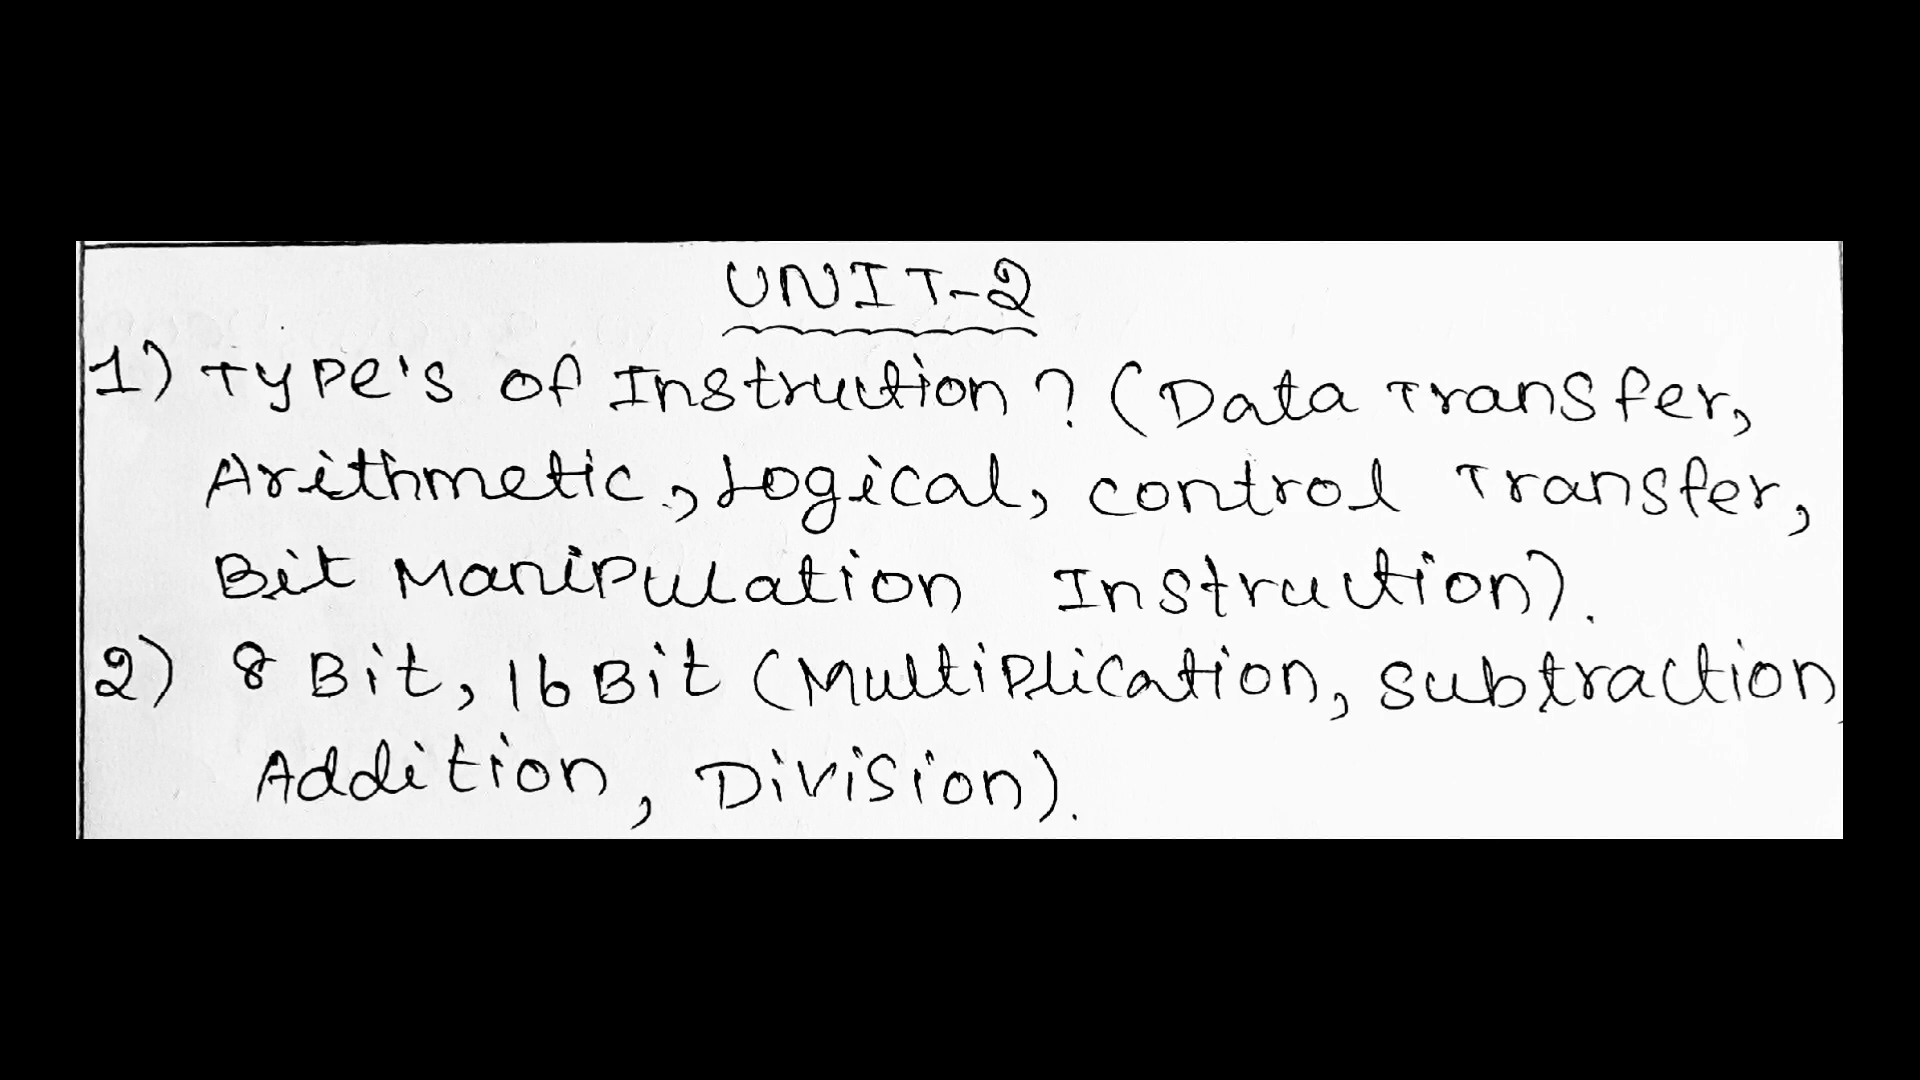 UNIT-2
1) Type's of Instruction? (Data Transfer,
Arithmetic, Logical, control Transfer,
Bit Manipulation Instruction).
2) 8 Bit, 16 Bit (Multiplication, Subtraction
Addition, Division).